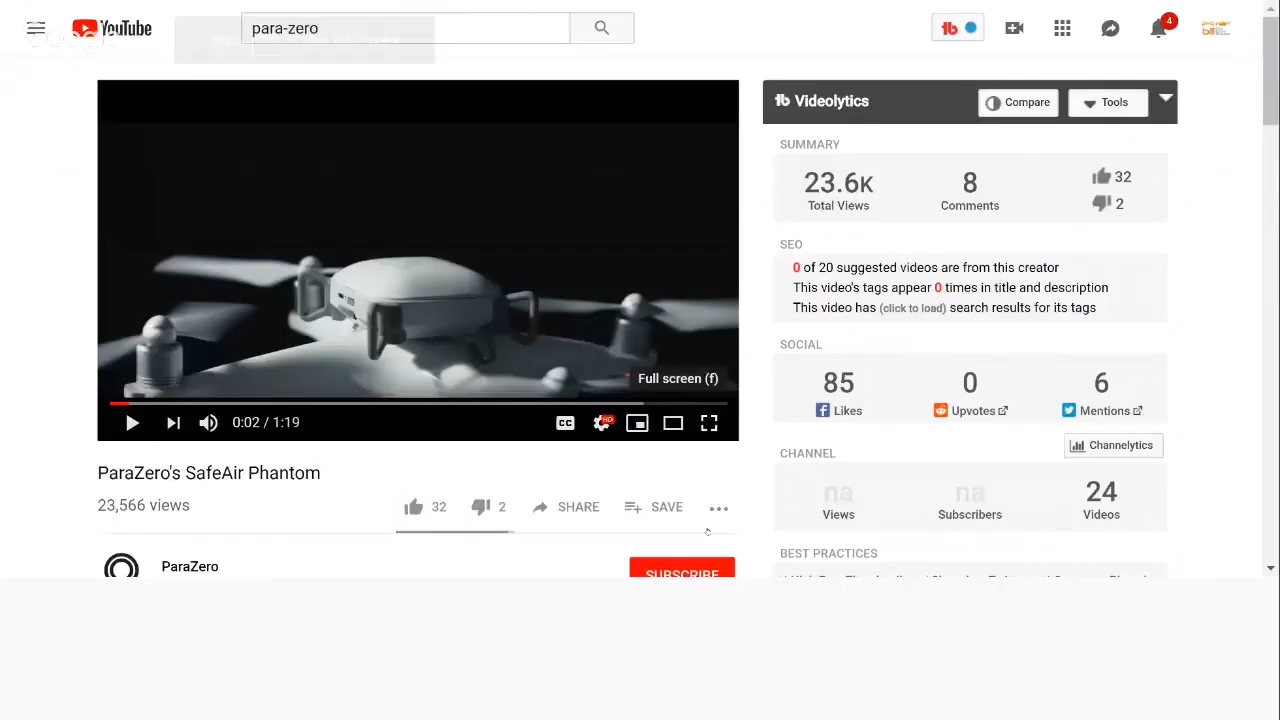 YouTube
para-zero
4
Full screen (f)
0:02 / 1:19
CC
HD
ParaZero's SafeAir Phantom
23,566 views
32
2
SHARE
SAVE
ParaZero
SUBSCRIBE
Videolytics
Compare
Tools
SUMMARY
23.6K
Total Views
8
Comments
32
2
SEO
0 of 20 suggested videos are from this creator
This video's tags appear 0 times in title and description
This video has (click to load) search results for its tags
SOCIAL
85
Likes
0
Upvotes
6
Mentions
Channelytics
CHANNEL
na
Views
na
Subscribers
24
Videos
BEST PRACTICES